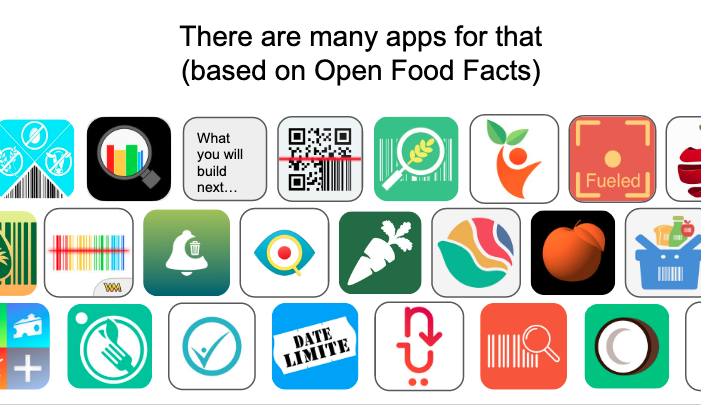 There are many apps for that
(based on Open Food Facts)
What
you will
build
next...
Fueled
WM
DATE
LIMITE